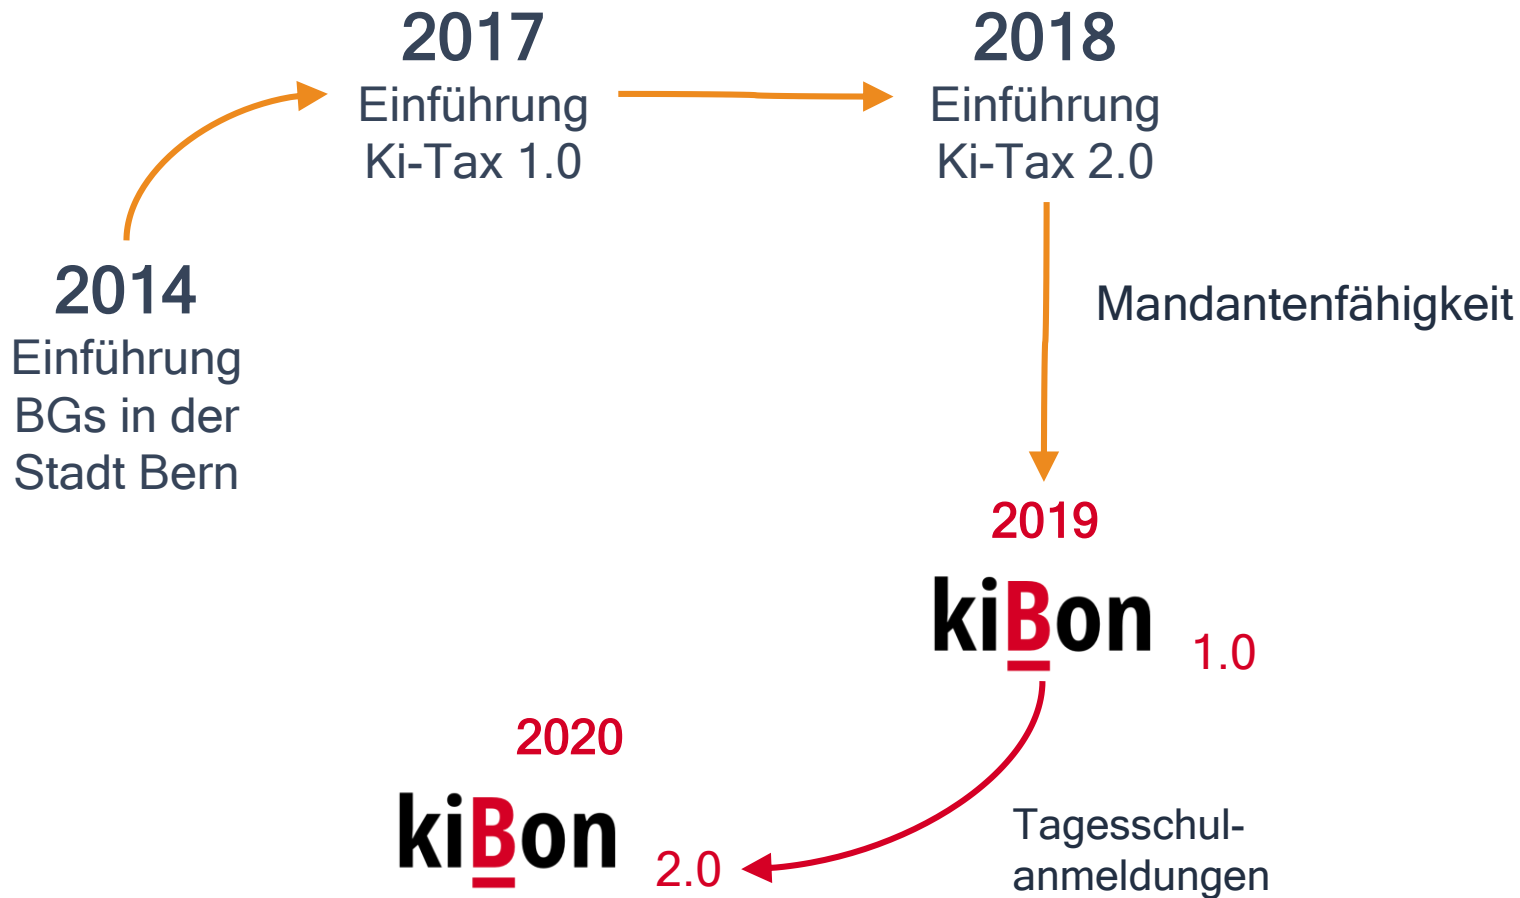 2017
Einführung
Ki-Tax 1.0
2018
Einführung
Ki-Tax 2.0
2014
Einführung
BGs in der
Stadt Bern
Mandantenfähigkeit
2019
kiBon 1.0
2020
kiBon 2.0
Tagesschul-
anmeldungen